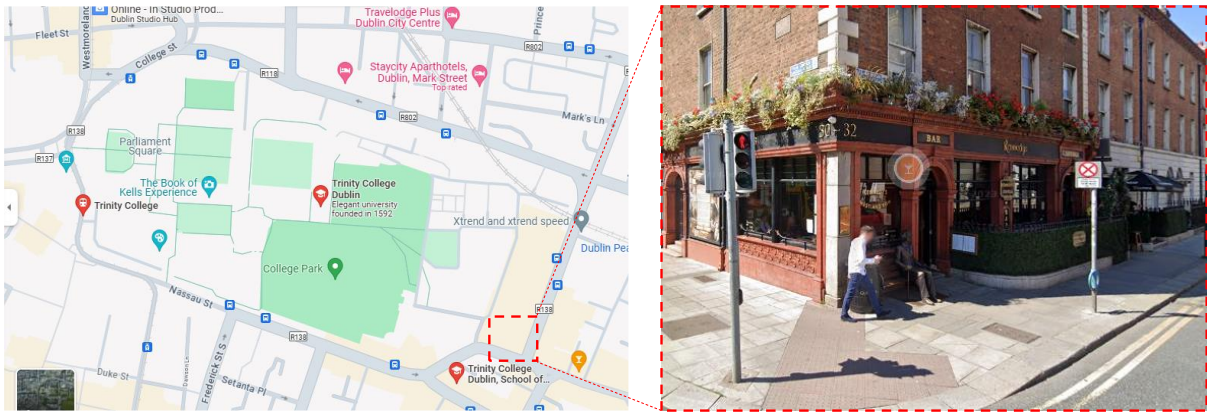 Online - In Studio Prod...
Dublin Studio Hub
Fleet St
Westmoreland
College St
R118
Travelodge Plus
Dublin City Centre
R802
Prince
Staycity Aparthotels,
Dublin, Mark Street
Top rated
R802
Mark's Ln
R138
R137
Parliament
Square
The Book of
Kells Experience
Trinity College
Trinity College
Dublin
Elegant university
founded in 1592
Xtrend and xtrend speed
Dublin Pea
College Park
Nassau St
R138
R138
Duke St
Dawson Ln
Frederick St S
Setanta Pl
Trinity College
Dublin, School of...
30 - 32
BAR
Kennedys